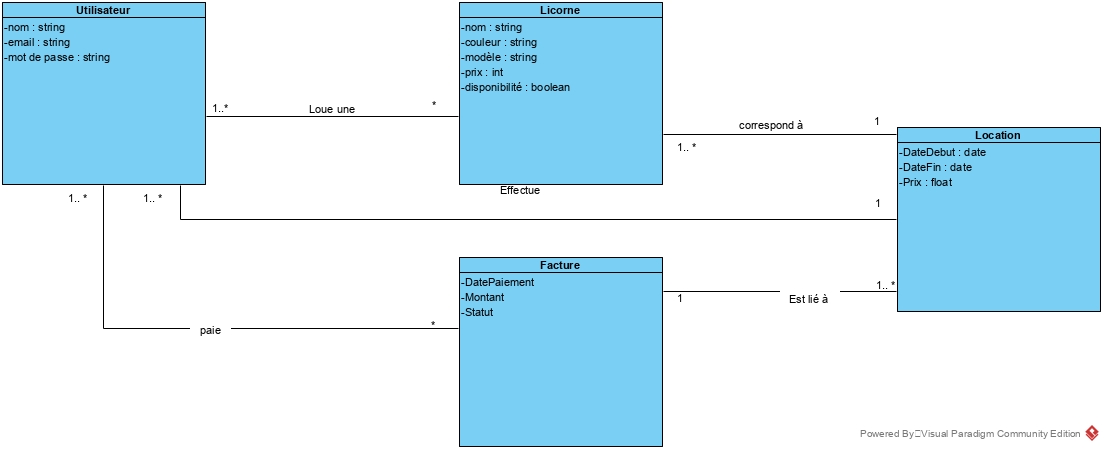 Utilisateur
-nom : string
-email : string
-mot de passe : string
Licorne
-nom : string
-couleur : string
-modèle : string
-prix : int
-disponibilité : boolean
1..*
Loue une
*
correspond à
1
1.. *
Location
-DateDebut : date
-DateFin : date
-Prix : float
Effectue
1.. *
1.. *
1
Facture
-DatePaiement
-Montant
-Statut
1
Est lié à
1.. *
paie
*
Powered By Visual Paradigm Community Edition